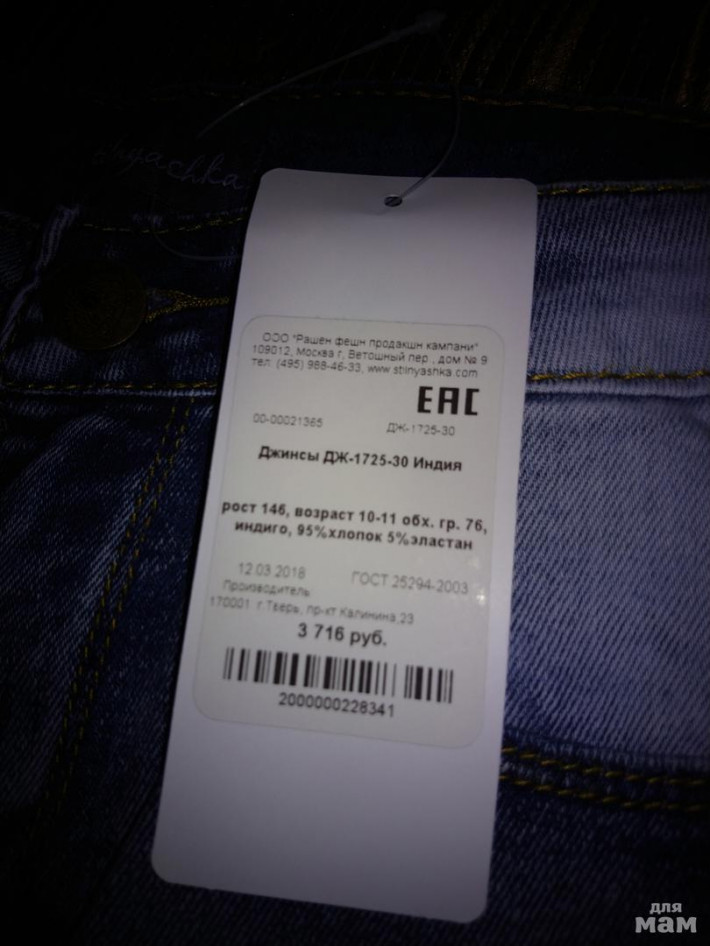 ООО "Рашен фешн продакшн кампани"
109012, Москва г, Ветошный пер., дом № 9
тел. (495) 988-46-33, www.stinyashka.com
EAC
00-00021365 ДЖ-1725-30
Джинсы ДЖ-1725-30 Индия
рост 146, возраст 10-11 обх. гр. 76,
индиго, 95%хлопок 5%эластан
12.03.2018 ГОСТ 25294-2003
Производитель
170001 г.Тверь, пр-кт Калинина,23
3 716 руб.
2000000228341
для
мам